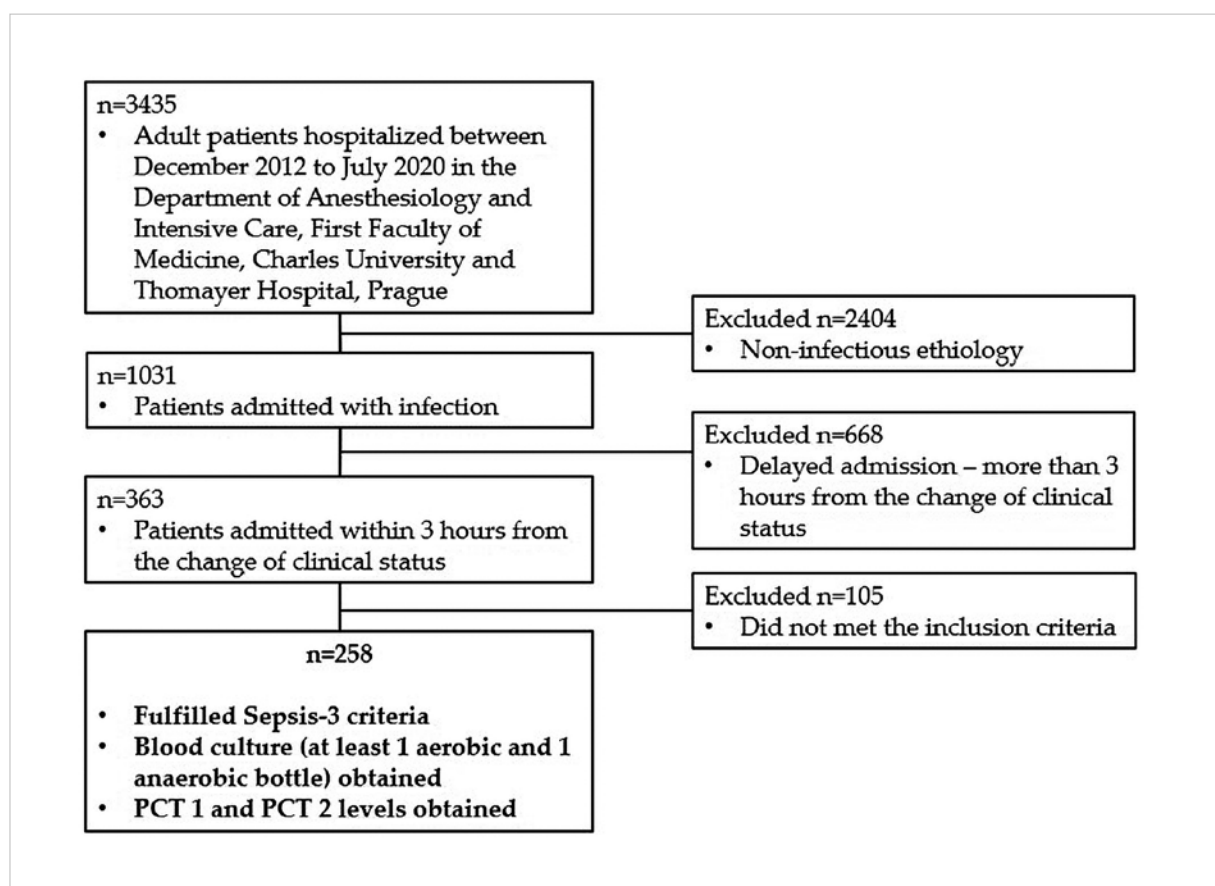 n=3435
• Adult patients hospitalized between
December 2012 to July 2020 in the
Department of Anesthesiology and
Intensive Care, First Faculty of
Medicine, Charles University and
Thomayer Hospital, Prague
Excluded n=2404
• Non-infectious ethiology
n=1031
• Patients admitted with infection
Excluded n=668
• Delayed admission – more than 3
hours from the change of clinical
status
n=363
• Patients admitted within 3 hours from
the change of clinical status
Excluded n=105
• Did not met the inclusion criteria
n=258
• Fulfilled Sepsis-3 criteria
• Blood culture (at least 1 aerobic and 1
anaerobic bottle) obtained
• PCT 1 and PCT 2 levels obtained